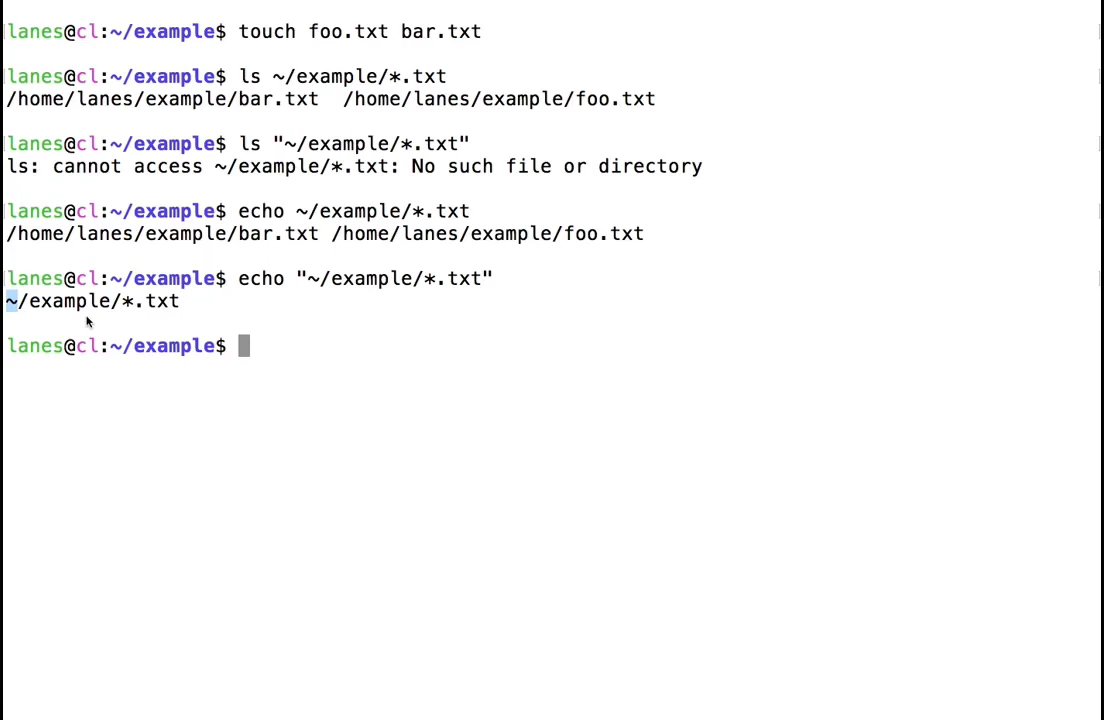 lanes@cl:~/example$ touch foo.txt bar.txt
lanes@cl:~/example$ ls ~/example/*.txt
/home/lanes/example/bar.txt  /home/lanes/example/foo.txt
lanes@cl:~/example$ ls "~/example/*.txt"
ls: cannot access ~/example/*.txt: No such file or directory
lanes@cl:~/example$ echo ~/example/*.txt
/home/lanes/example/bar.txt /home/lanes/example/foo.txt
lanes@cl:~/example$ echo "~/example/*.txt"
~/example/*.txt
lanes@cl:~/example$